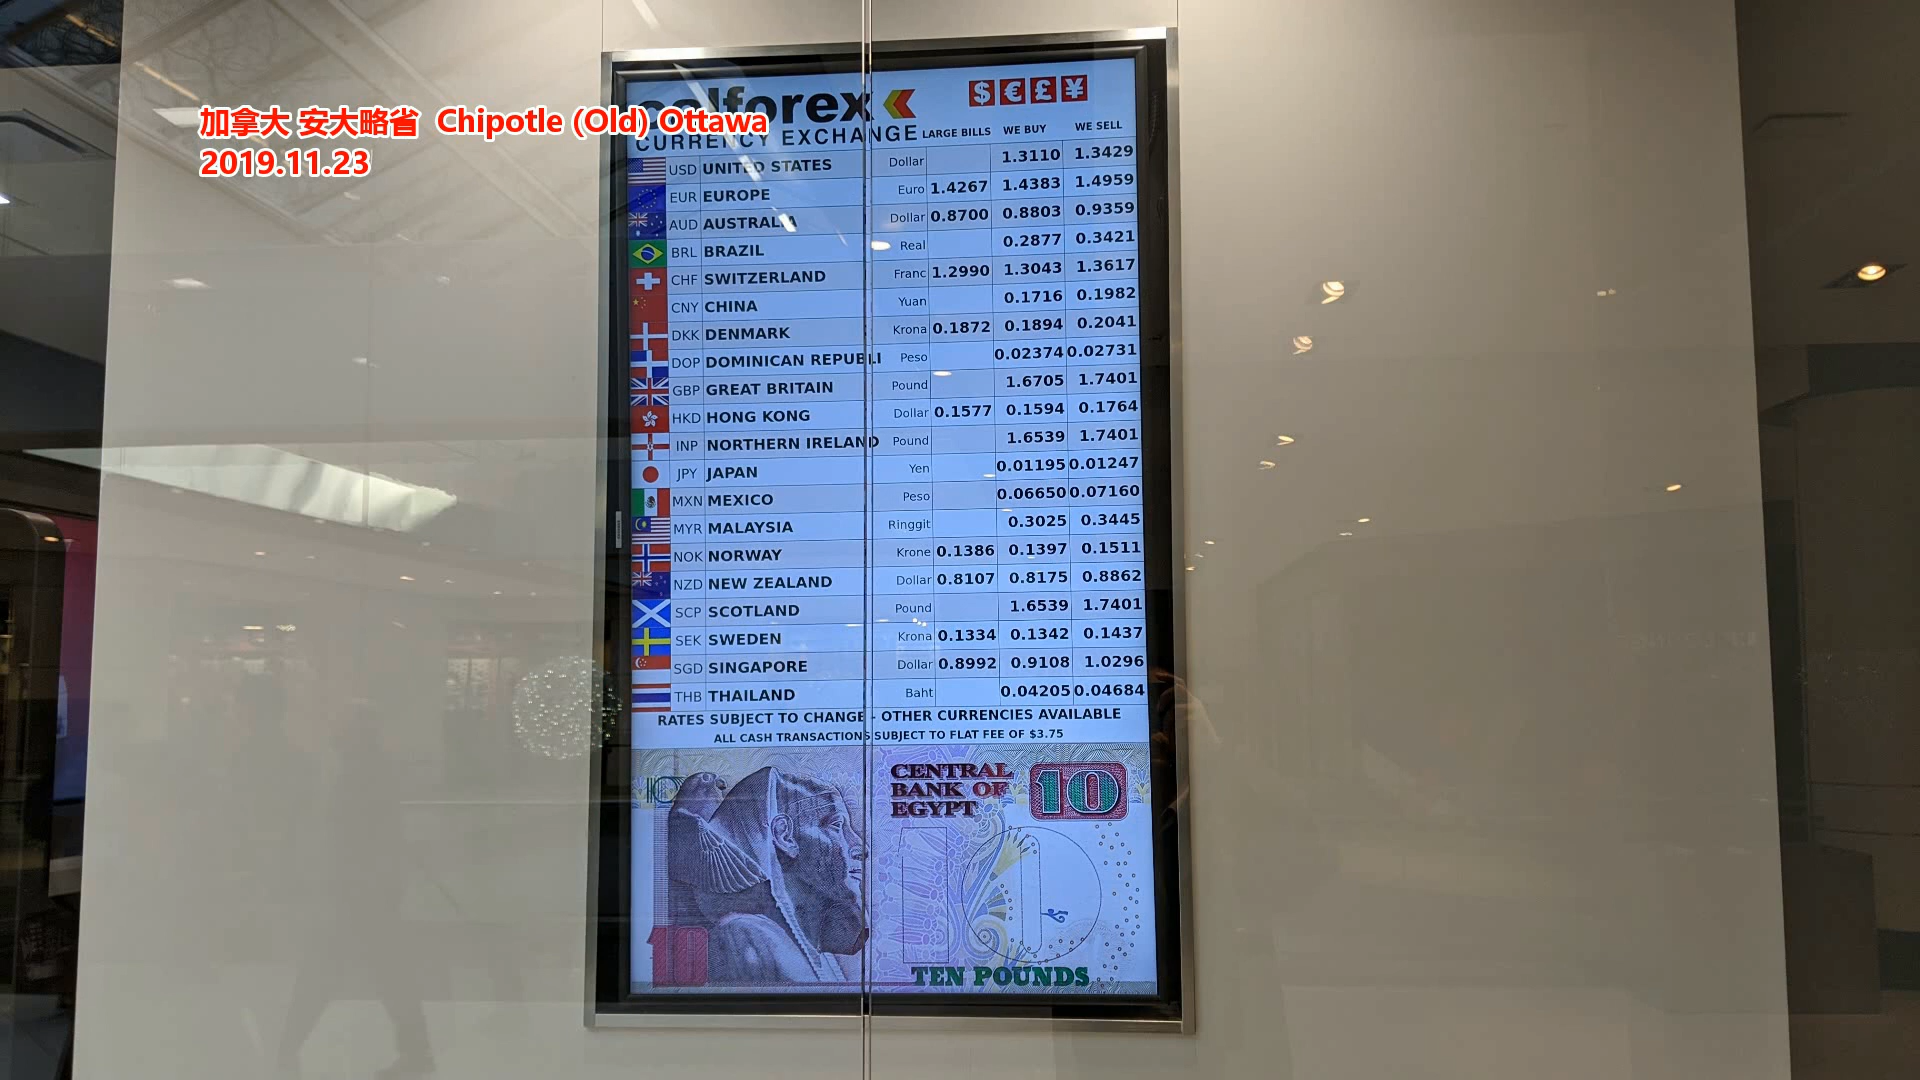 加拿大 安大略省 Chipotle (Old) Ottawa
2019.11.23
calforex $ € £ ¥
CURRENCY EXCHANGE LARGE BILLS WE BUY WE SELL
USD UNITED STATES Dollar 1.3110 1.3429
EUR EUROPE Euro 1.4267 1.4383 1.4959
AUD AUSTRALIA Dollar 0.8700 0.8803 0.9359
BRL BRAZIL Real 0.2877 0.3421
CHF SWITZERLAND Franc 1.2990 1.3043 1.3617
CNY CHINA Yuan 0.1716 0.1982
DKK DENMARK Krona 0.1872 0.1894 0.2041
DOP DOMINICAN REPUBLI Peso 0.02374 0.02731
GBP GREAT BRITAIN Pound 1.6705 1.7401
HKD HONG KONG Dollar 0.1577 0.1594 0.1764
INP NORTHERN IRELAND Pound 1.6539 1.7401
JPY JAPAN Yen 0.01195 0.01247
MXN MEXICO Peso 0.06650 0.07160
MYR MALAYSIA Ringgit 0.3025 0.3445
NOK NORWAY Krone 0.1386 0.1397 0.1511
NZD NEW ZEALAND Dollar 0.8107 0.8175 0.8862
SCP SCOTLAND Pound 1.6539 1.7401
SEK SWEDEN Krona 0.1334 0.1342 0.1437
SGD SINGAPORE Dollar 0.8992 0.9108 1.0296
THB THAILAND Baht 0.04205 0.04684
RATES SUBJECT TO CHANGE - OTHER CURRENCIES AVAILABLE
ALL CASH TRANSACTIONS SUBJECT TO FLAT FEE OF $3.75
10 CENTRAL 10
BANK OF
EGYPT
10
TEN POUNDS